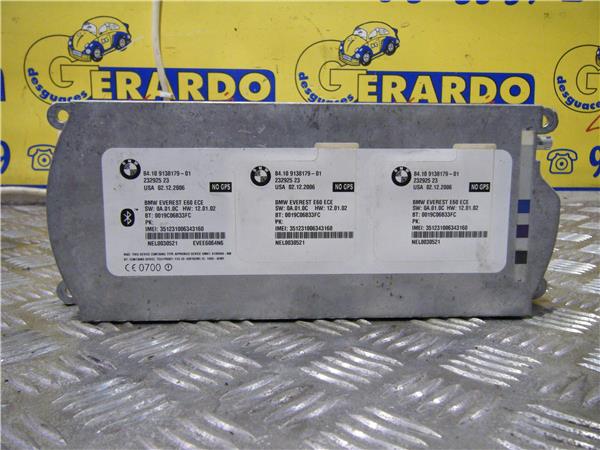 desguaces
GERARDO
desguaces
GERARDO
BMW
84.10 9138179-01
232925 23
USA 02.12.2006
NO GPS
BMW EVEREST E60 ECE
SW: 0A.01.0C HW: 12.01.02
BT: 0019C06833FC
PK:
IMEI: 351231006343160
NEL0030521 EVEE6064N6
CE 0700
BMW
84.10 9138179-01
232925 23
USA 02.12.2006
NO GPS
BMW EVEREST E60 ECE
SW: 0A.01.0C HW: 12.01.02
BT: 0019C06833FC
PK:
IMEI: 351231006343160
NEL0030521
BMW
84.10 9138179-01
232925 23
USA 02.12.2006
NO GPS
BMW EVEREST E60 ECE
SW: 0A.01.0C HW: 12.01.02
BT: 0019C06833FC
PK:
IMEI: 351231006343160
NEL0030521